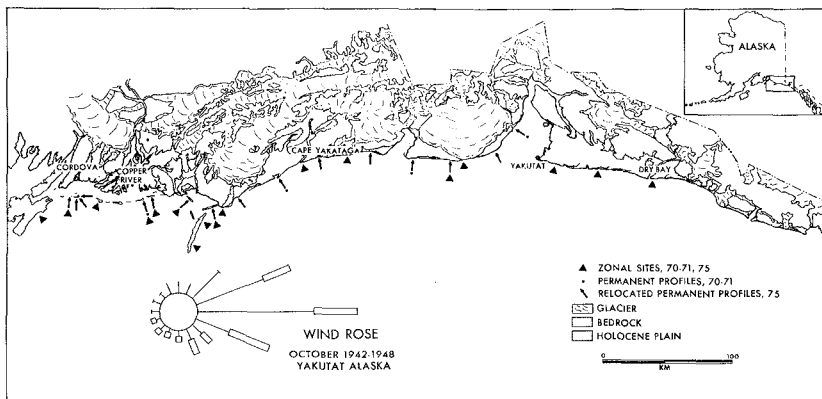 ALASKA
CORDOVA
COPPER
RIVER
CAPE YAKATAGA
YAKUTAT
DRY BAY
WIND ROSE
OCTOBER 1942-1948
YAKUTAT ALASKA
ZONAL SITES, 70-71, 75
PERMANENT PROFILES, 70-71
RELOCATED PERMANENT PROFILES, 75
GLACIER
BEDROCK
HOLOCENE PLAIN
0 100
KM